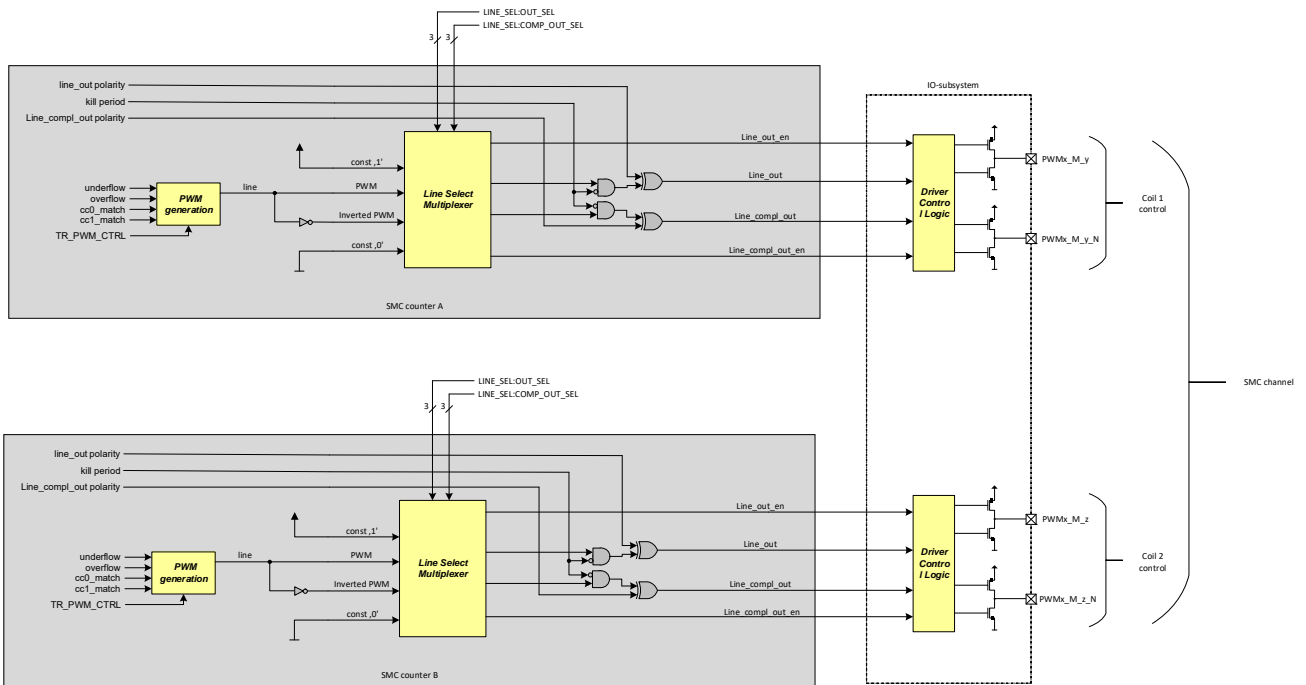 LINE_SEL:OUT_SEL
LINE_SEL:COMP_OUT_SEL
3
3
line_out polarity
kill period
Line_compl_out polarity
IO-subsystem
const ,1'
underflow
overflow
cc0_match
cc1_match
TR_PWM_CTRL
PWM
generation
line
PWM
Inverted PWM
const ,0'
Line Select
Multiplexer
Line_out_en
Line_out
Line_compl_out
Line_compl_out_en
Driver
Contro
l Logic
PWMx_M_y
PWMx_M_y_N
Coil 1
control
SMC counter A
SMC channel
LINE_SEL:OUT_SEL
LINE_SEL:COMP_OUT_SEL
3
3
line_out polarity
kill period
Line_compl_out polarity
const ,1'
underflow
overflow
cc0_match
cc1_match
TR_PWM_CTRL
PWM
generation
line
PWM
Inverted PWM
const ,0'
Line Select
Multiplexer
Line_out_en
Line_out
Line_compl_out
Line_compl_out_en
Driver
Contro
l Logic
PWMx_M_z
PWMx_M_z_N
Coil 2
control
SMC counter B